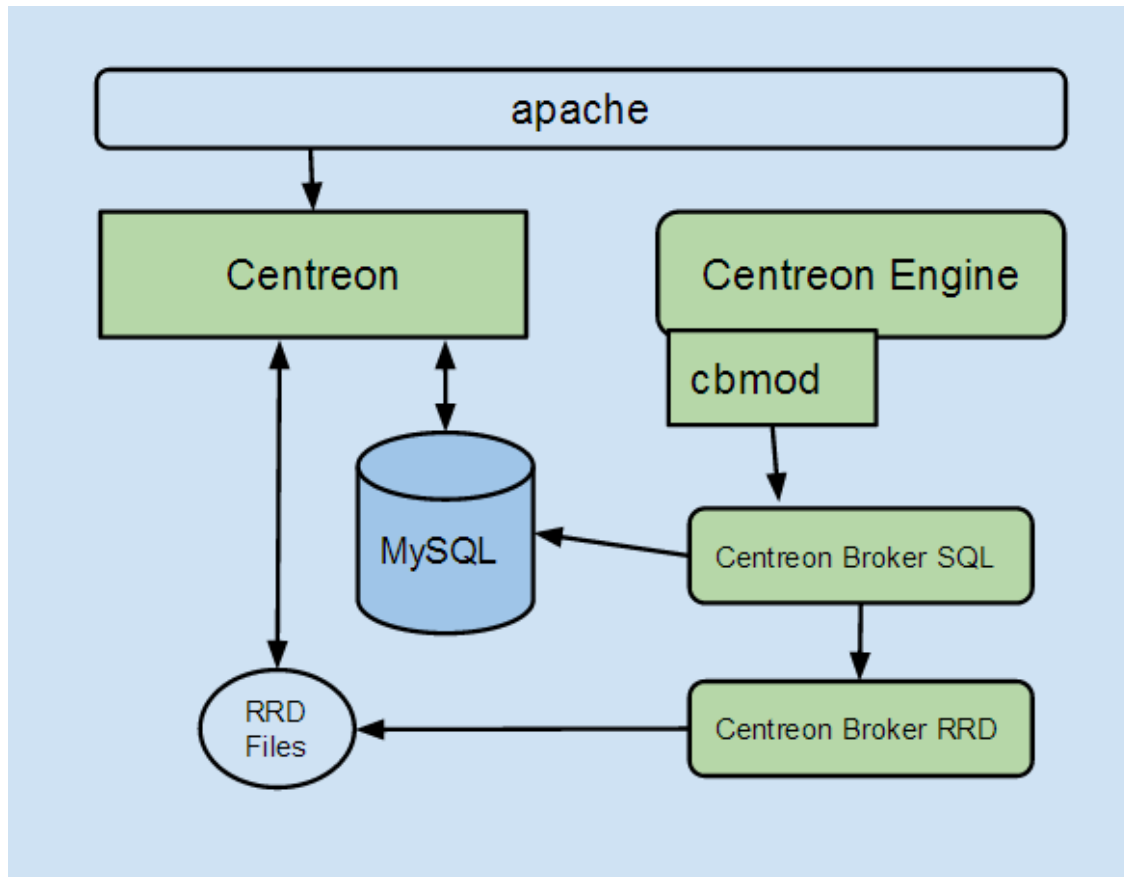 apache
Centreon
Centreon Engine
cbmod
MySQL
Centreon Broker SQL
RRD
Files
Centreon Broker RRD